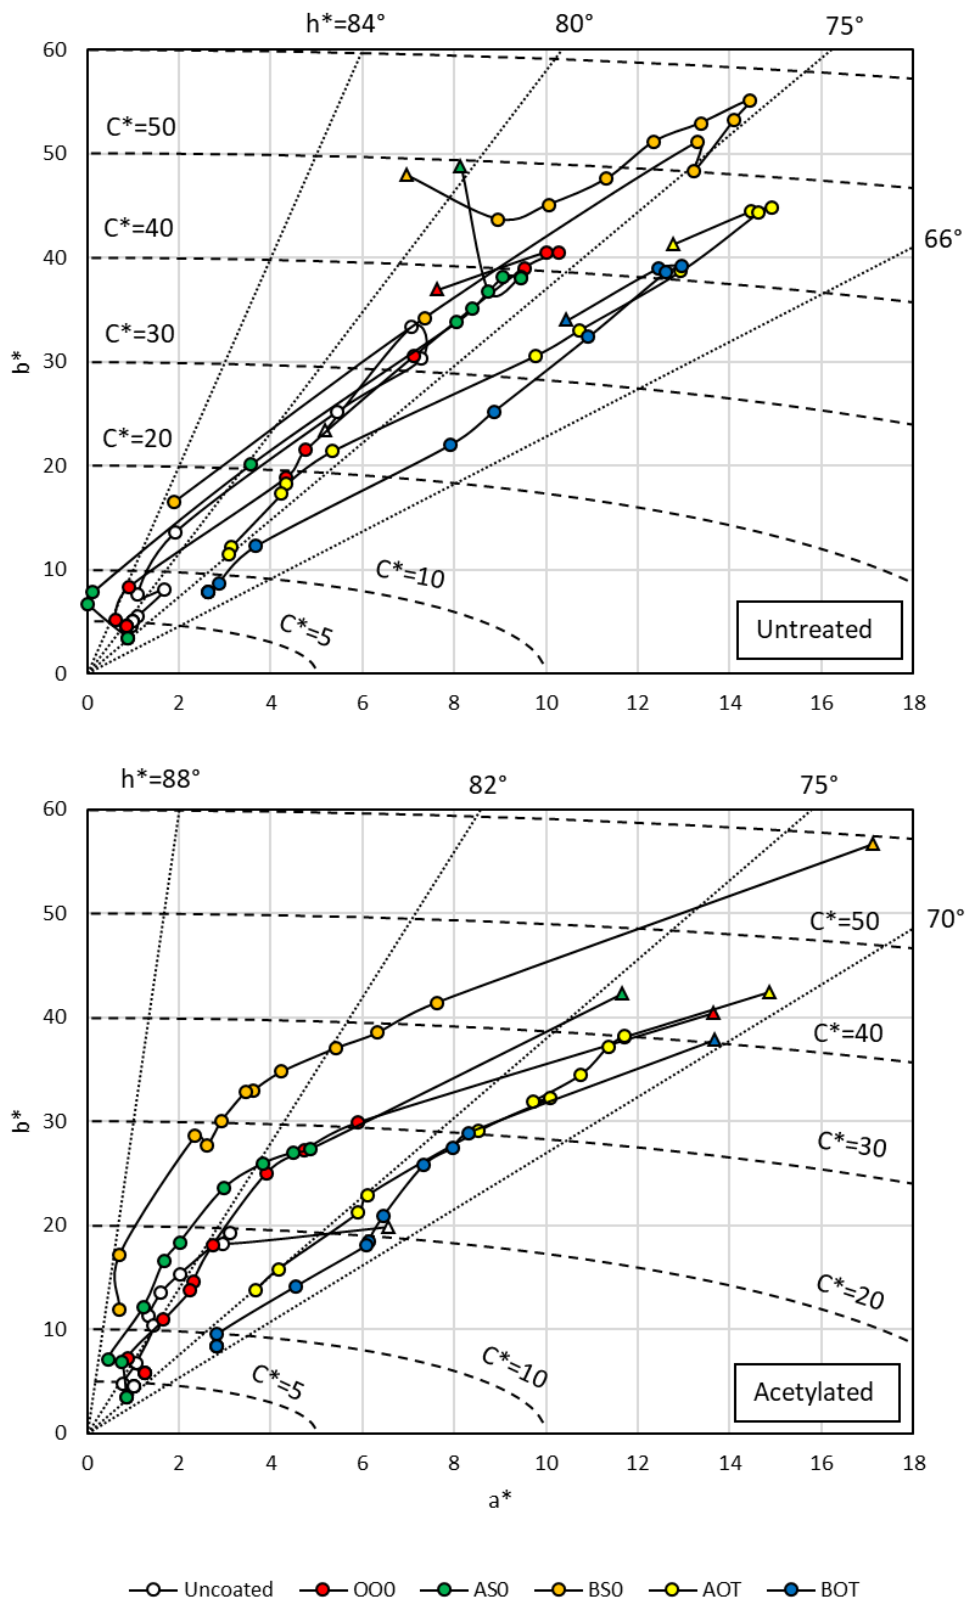 h*=84°
80°
75°
60
C*=50
50
C*=40
66°
40
C*=30
b*
30
C*=20
20
C*=10
10
C*=5
Untreated
0
0 2 4 6 8 10 12 14 16 18
h*=88°
82°
75°
60
50
C*=50
70°
40
C*=40
b*
30
C*=30
20
C*=20
10
C*=10
C*=5
Acetylated
0
0 2 4 6 8 10 12 14 16 18
a*
Uncoated OO0 AS0 BS0 AOT BOT